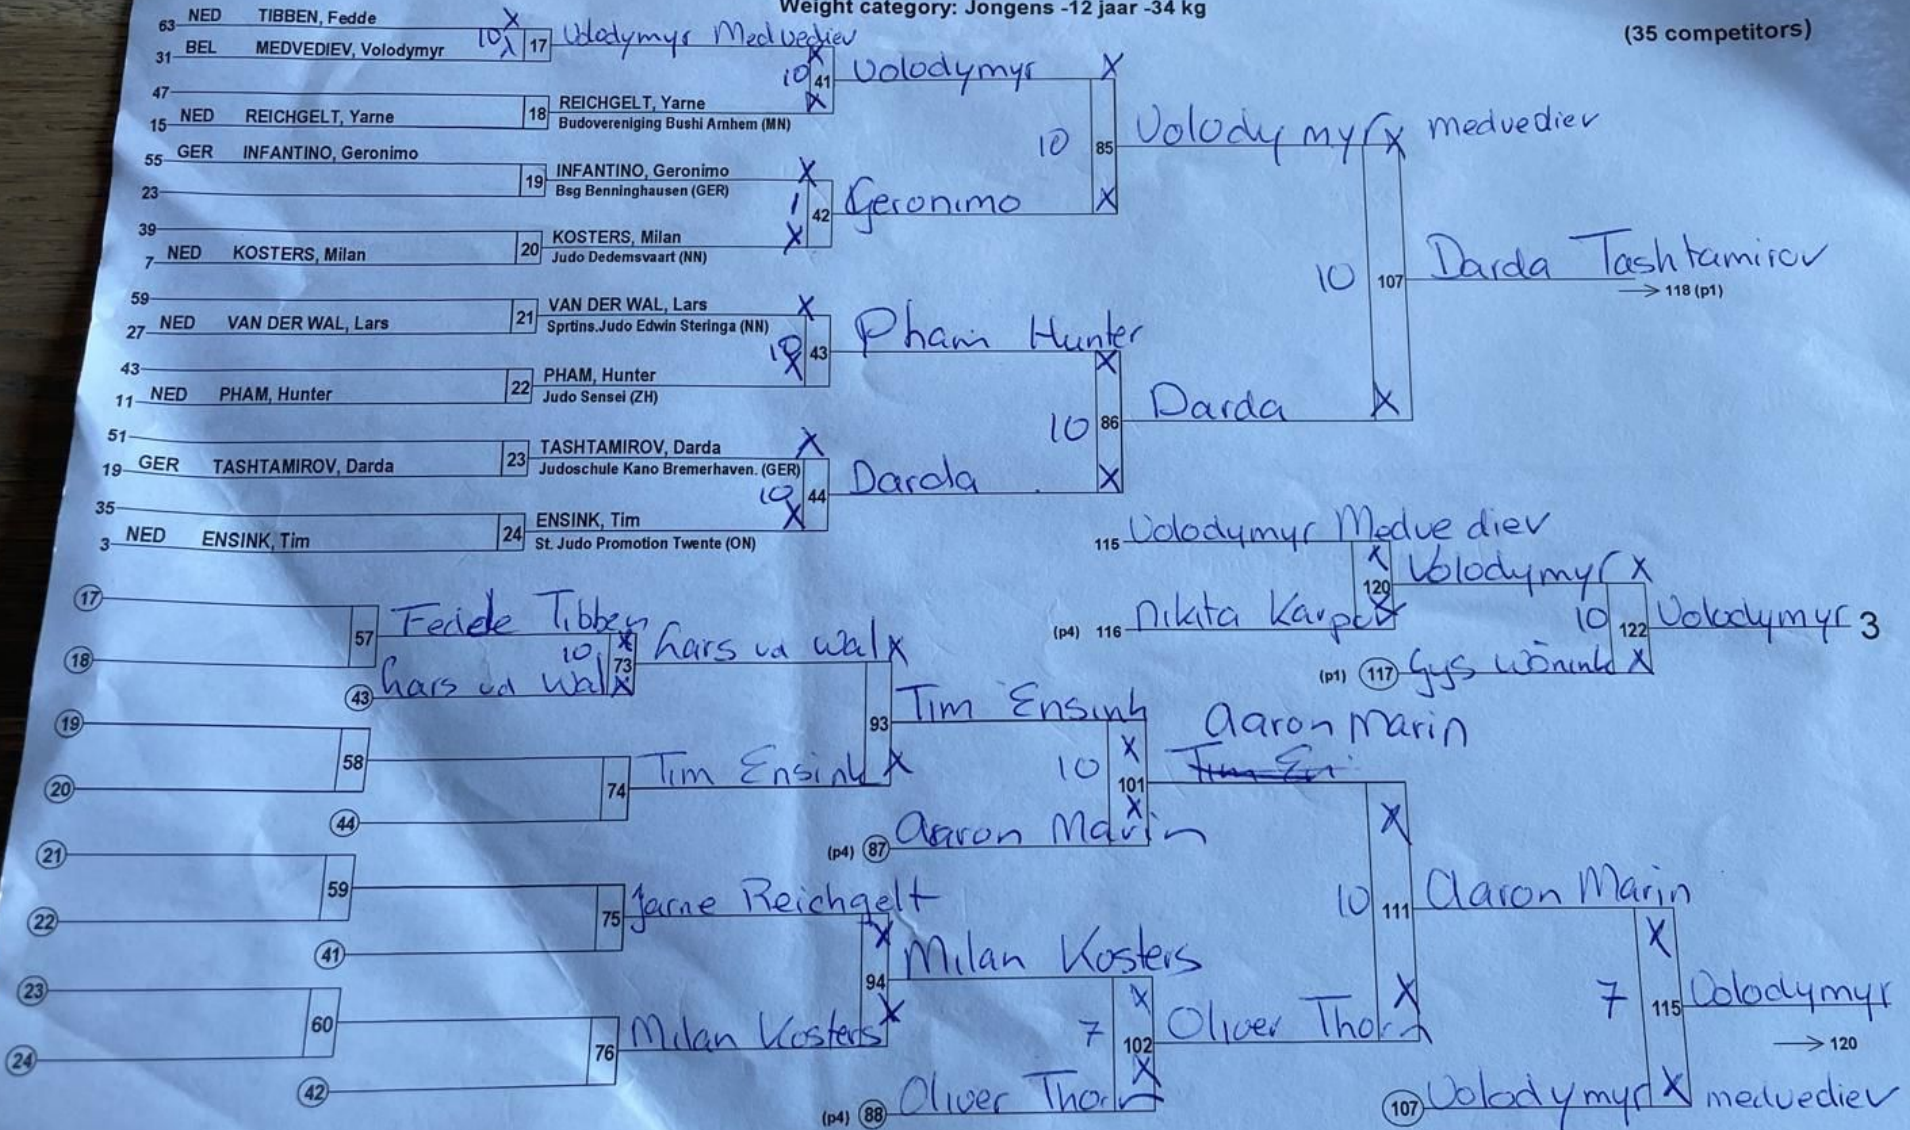 Weight category: Jongens -12 jaar -34 kg
(35 competitors)
63 NED TIBBEN, Fedde X
31 BEL MEDVEDIEV, Volodymyr 10 X 17 Volodymyr Medvediev X
10 41 Volodymyr X
47
15 NED REICHGELT, Yarne 18 REICHGELT, Yarne X
Budovereniging Bushi Arnhem (MN)
10 85 Volodymyr X medvediev
55 GER INFANTINO, Geronimo
23 19 INFANTINO, Geronimo X
Bsg Benninghausen (GER)
1 42 Geronimo X
39
7 NED KOSTERS, Milan 20 KOSTERS, Milan X
Judo Dedemsvaart (NN)
10 107 Darda Tashtamirov
→ 118 (p1)
59
27 NED VAN DER WAL, Lars 21 VAN DER WAL, Lars X
Sprtins.Judo Edwin Steringa (NN)
10 43 Pham Hunter X
43
11 NED PHAM, Hunter 22 PHAM, Hunter X
Judo Sensei (ZH)
10 86 Darda X
51
19 GER TASHTAMIROV, Darda 23 TASHTAMIROV, Darda X
Judoschule Kano Bremerhaven. (GER)
10 44 Darda X
35
3 NED ENSINK, Tim 24 ENSINK, Tim X
St. Judo Promotion Twente (ON)
115 Volodymyr Medvediev X
120 Volodymyr X
(p4) 116 Nikita Karpov X
10 122 Volodymyr 3
(p1) 117 Gys Wönink X
17
57 Fedde Tibben X
18
10 73 Lars vd Wal X
43 Lars vd Wal X
93 Tim Ensink X
19
58
20
74 Tim Ensink X
44
10 101 Tim En Aaron Marin X
(p4) 87 Aaron Marin X
21
59
22
75 Jarne Reichgelt X
41
10 111 Aaron Marin X
94 Milan Kosters X
23
60
24
76 Milan Kosters X
42
7 102 Oliver Thorn X
(p4) 88 Oliver Thorn X
7 115 Volodymyr
→ 120
107 Volodymyr X medvediev